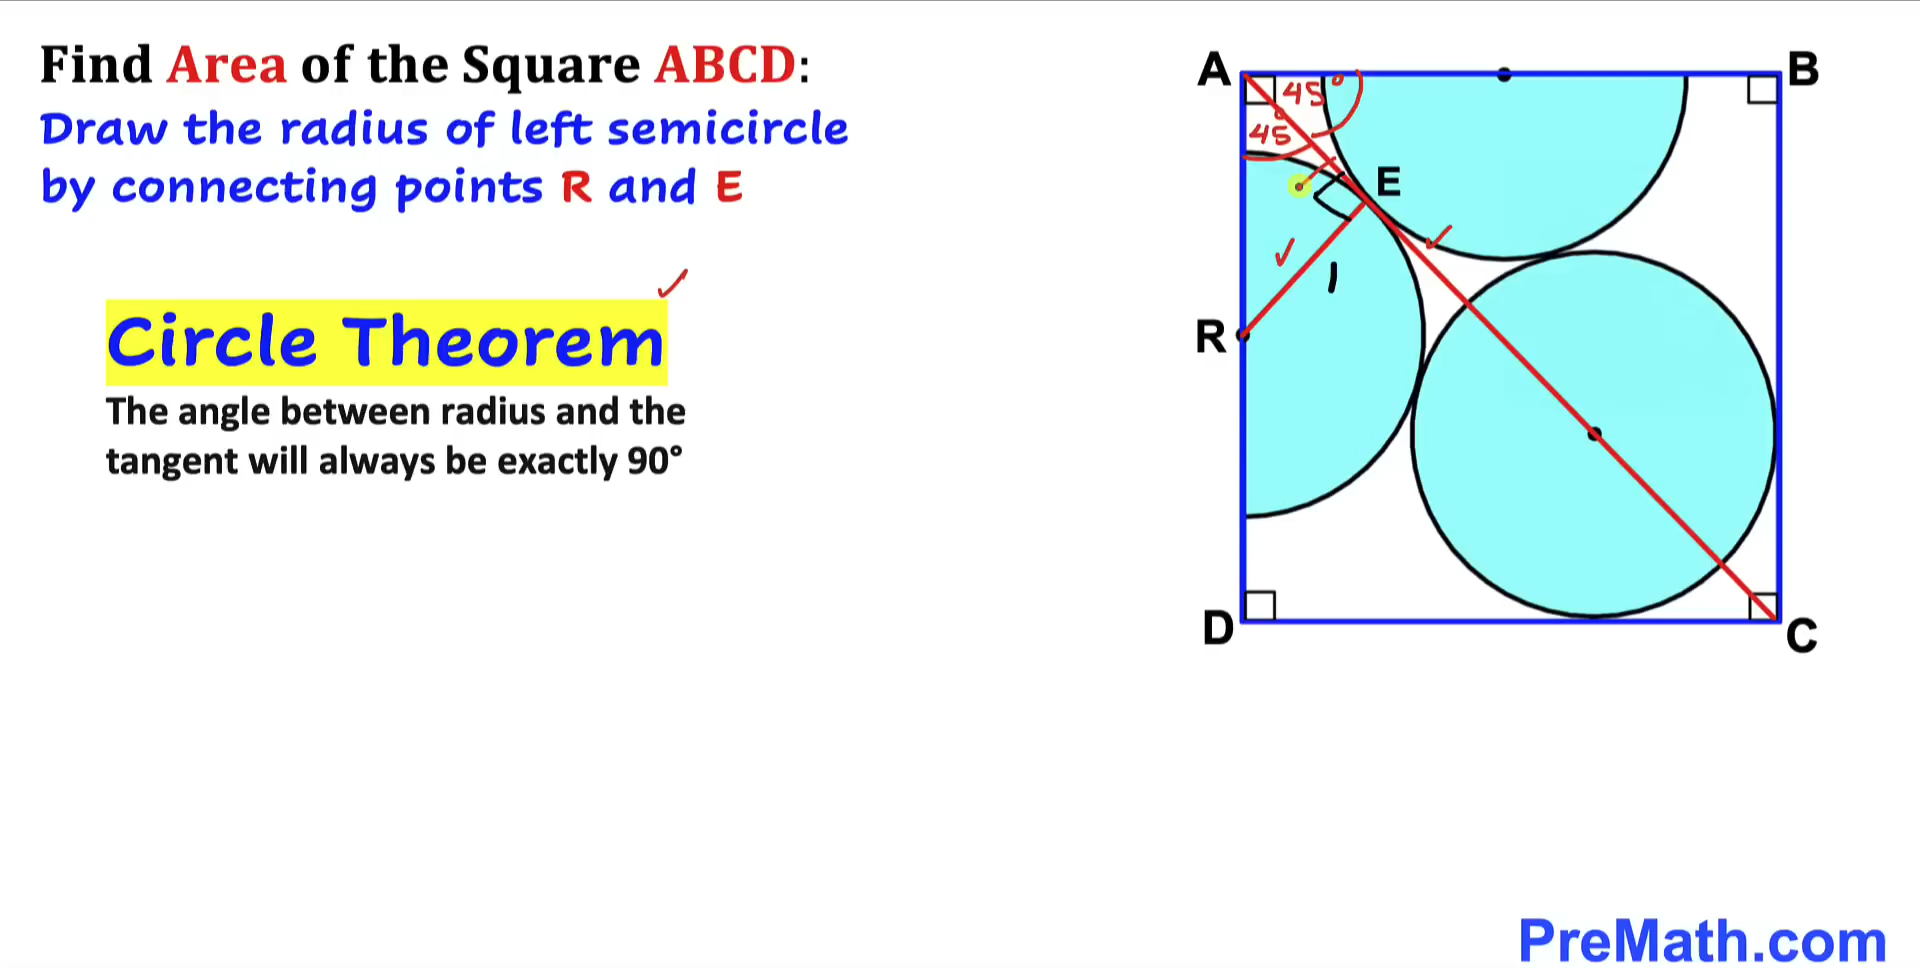 Find Area of the Square ABCD:
Draw the radius of left semicircle
by connecting points R and E
Circle Theorem
The angle between radius and the
tangent will always be exactly 90°
A
B
45°
45°
E
1
R
D
C
PreMath.com